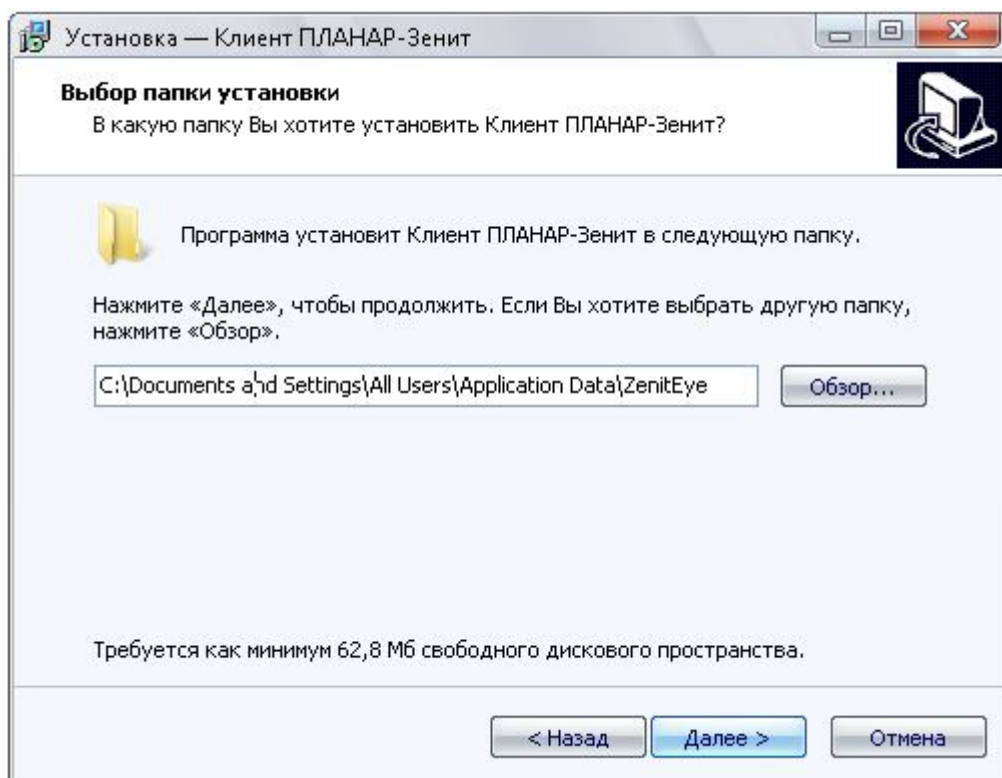 Установка — Клиент ПЛАНАР-Зенит
Выбор папки установки
В какую папку Вы хотите установить Клиент ПЛАНАР-Зенит?
Программа установит Клиент ПЛАНАР-Зенит в следующую папку.
Нажмите «Далее», чтобы продолжить. Если Вы хотите выбрать другую папку,
нажмите «Обзор».
C:\Documents and Settings\All Users\Application Data\ZenitEye
Обзор...
Требуется как минимум 62,8 Мб свободного дискового пространства.
< Назад
Далее >
Отмена